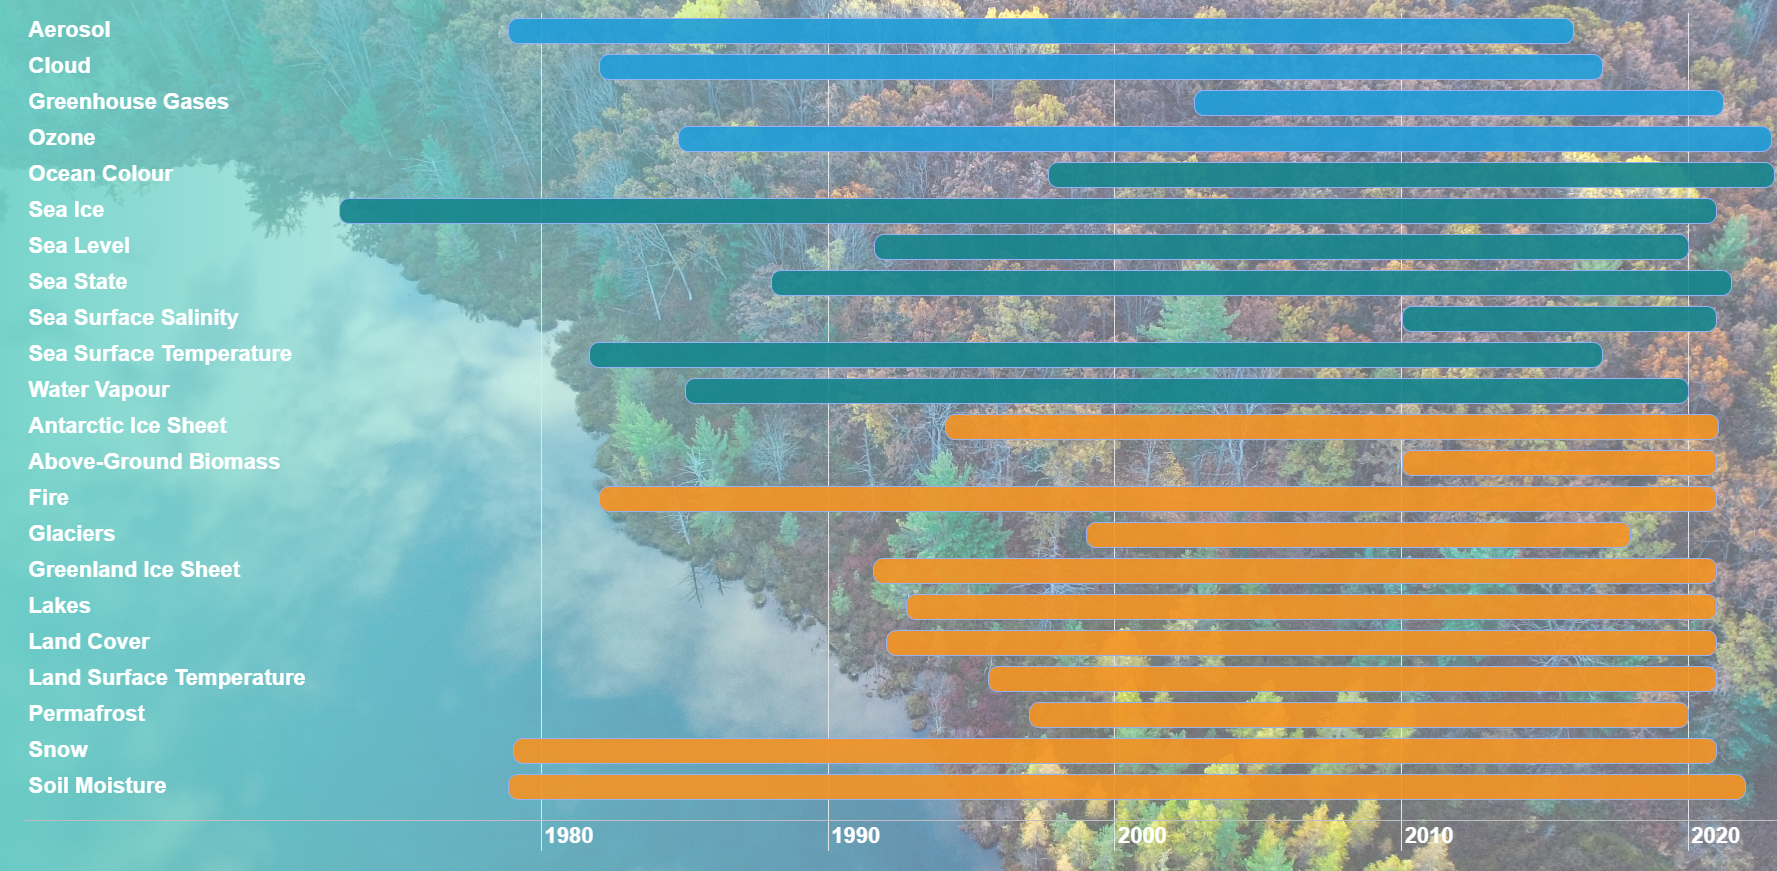 Aerosol
Cloud
Greenhouse Gases
Ozone
Ocean Colour
Sea Ice
Sea Level
Sea State
Sea Surface Salinity
Sea Surface Temperature
Water Vapour
Antarctic Ice Sheet
Above-Ground Biomass
Fire
Glaciers
Greenland Ice Sheet
Lakes
Land Cover
Land Surface Temperature
Permafrost
Snow
Soil Moisture
1980 1990 2000 2010 2020